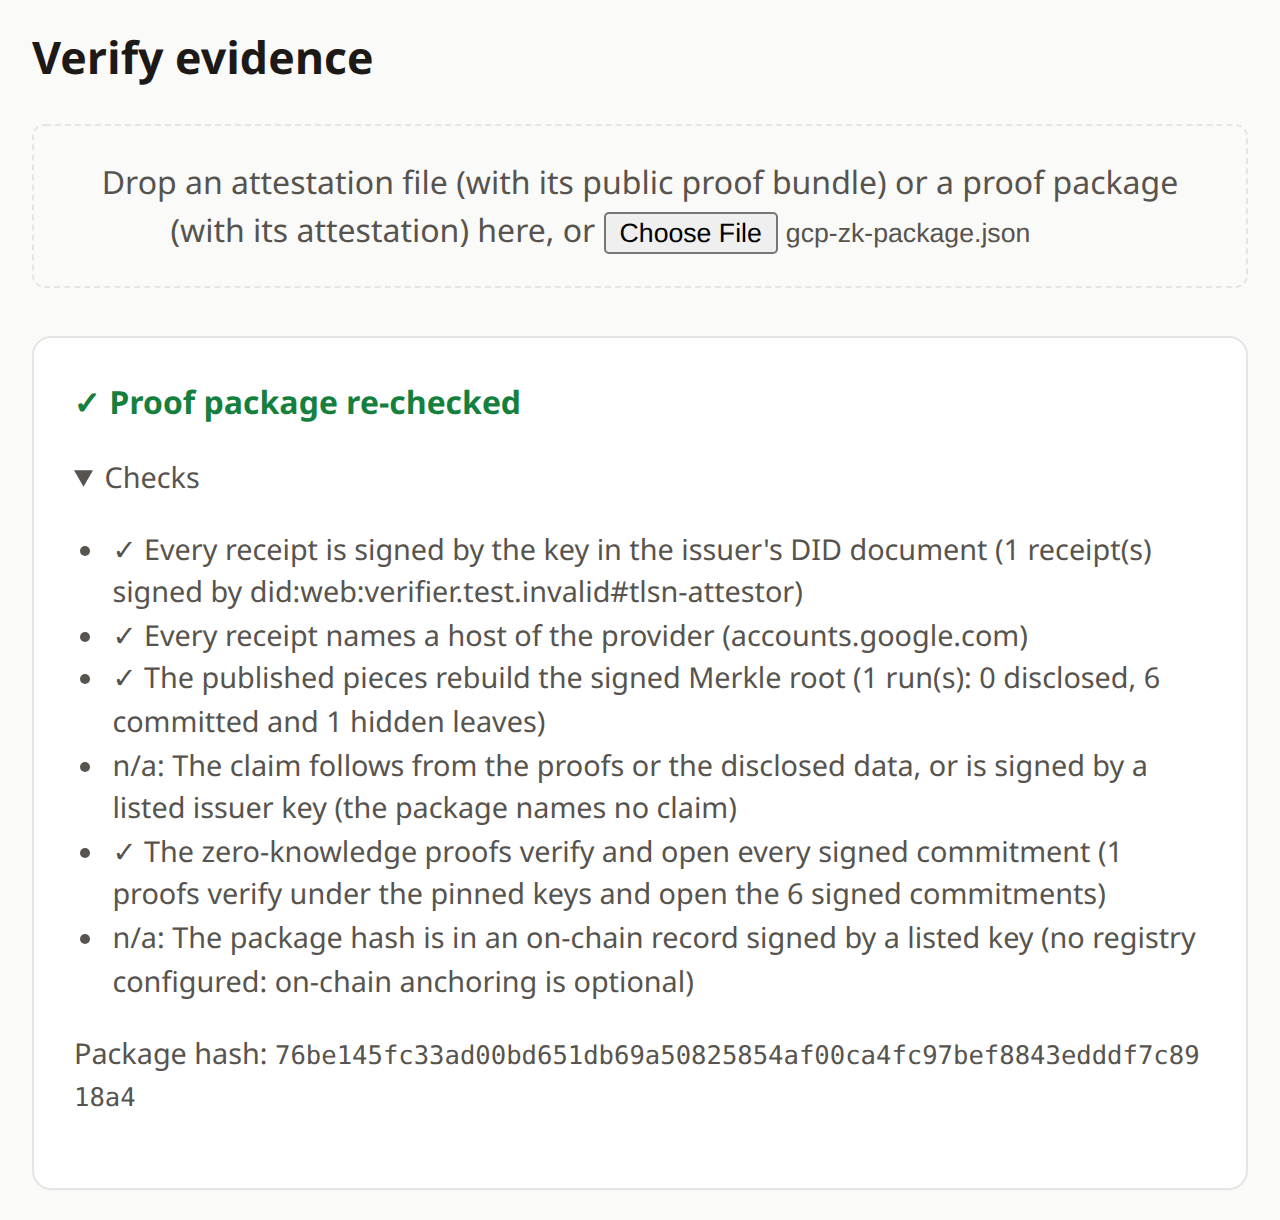 Verify evidence
Drop an attestation file (with its public proof bundle) or a proof package
(with its attestation) here, or Choose File gcp-zk-package.json
✓ Proof package re-checked
▼ Checks
• ✓ Every receipt is signed by the key in the issuer's DID document (1 receipt(s)
signed by did:web:verifier.test.invalid#tlsn-attestor)
• ✓ Every receipt names a host of the provider (accounts.google.com)
• ✓ The published pieces rebuild the signed Merkle root (1 run(s): 0 disclosed, 6
committed and 1 hidden leaves)
• n/a: The claim follows from the proofs or the disclosed data, or is signed by a
listed issuer key (the package names no claim)
• ✓ The zero-knowledge proofs verify and open every signed commitment (1
proofs verify under the pinned keys and open the 6 signed commitments)
• n/a: The package hash is in an on-chain record signed by a listed key (no registry
configured: on-chain anchoring is optional)
Package hash: 76be145fc33ad00bd651db69a50825854af00ca4fc97bef8843edddf7c89
18a4